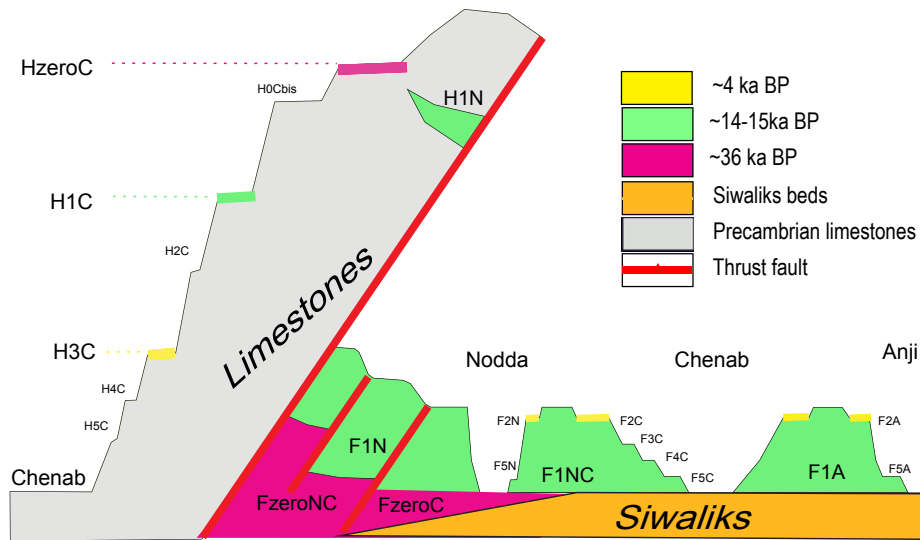 HzeroC
H0Cbis
H1N
H1C
H2C
H3C
H4C
H5C
Chenab
Limestones
~4 ka BP
~14-15ka BP
~36 ka BP
Siwaliks beds
Precambrian limestones
Thrust fault
Nodda
Chenab
Anji
F1N
FzeroNC
FzeroC
F2N
F2C
F3C
F4C
F5C
F5N
F1NC
F2A
F1A
F5A
Siwaliks